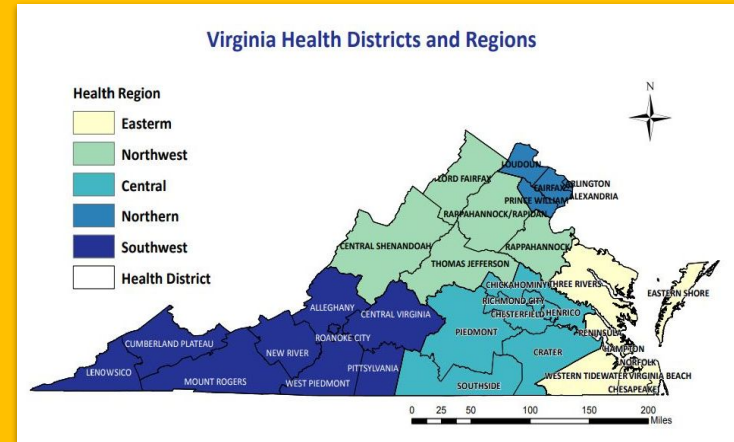 Virginia Health Districts and Regions
N
Health Region
Easterm
Northwest
Central
Northern
Southwest
Health District
LOUDOUN
LORD FAIRFAX
FAIRFAX
ARLINGTON
ALEXANDRIA
PRINCE WILLIAM
RAPPAHANNOCK/RAPIDAN
CENTRAL SHENANDOAH
RAPPAHANNOCK
THOMAS JEFFERSON
CHICKAHOMINY
THREE RIVERS
EASTERN SHORE
RICHMOND CITY
ALLEGHANY
CENTRAL VIRGINIA
CHESTERFIELD
HENRICO
PIEDMONT
PENINSULA
ROANOKE CITY
CUMBERLAND PLATEAU
NEW RIVER
CRATER
HAMPTON
NORFOLK
PITTSYLVANIA
LENOWISCO
MOUNT ROGERS
WEST PIEDMONT
SOUTHSIDE
WESTERN TIDEWATER
VIRGINIA BEACH
CHESAPEAKE
0 25 50 100 150 200
Miles